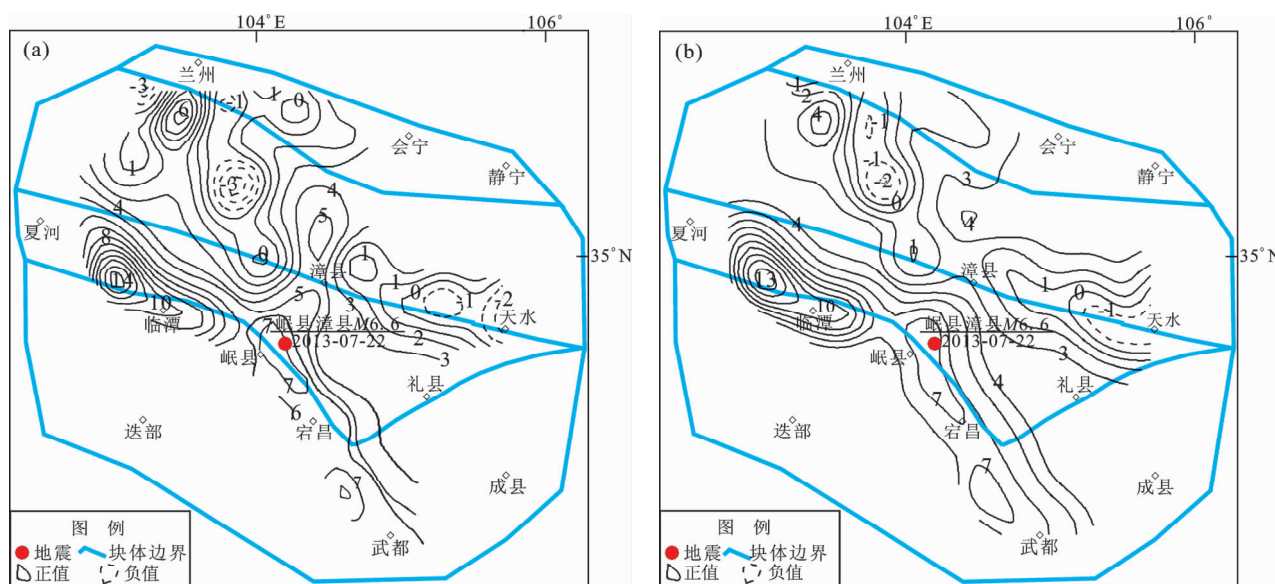 104°E
106°
(a)
兰州
-3
6
-1
0
会宁
1
-3
静宁
4
4
5
夏河
8
0
1
35°N
14
漳县
5
1
0
-1
-2
10
3
临潭
天水
7
岷县漳县M6.6
2
2013-07-22
岷县
3
7
礼县
6
宕昌
迭部
7
成县
武都
图 例
地震 块体边界
正值 负值
104°E
106°
(b)
兰州
1
-2
4
-1
会宁
-1
静宁
-2
3
0
4
夏河
4
1
35°N
漳县
13
1
0
10
-1
临潭
天水
岷县漳县M6.6
2013-07-22
岷县
3
4
礼县
7
宕昌
迭部
7
成县
武都
图 例
地震 块体边界
正值 负值